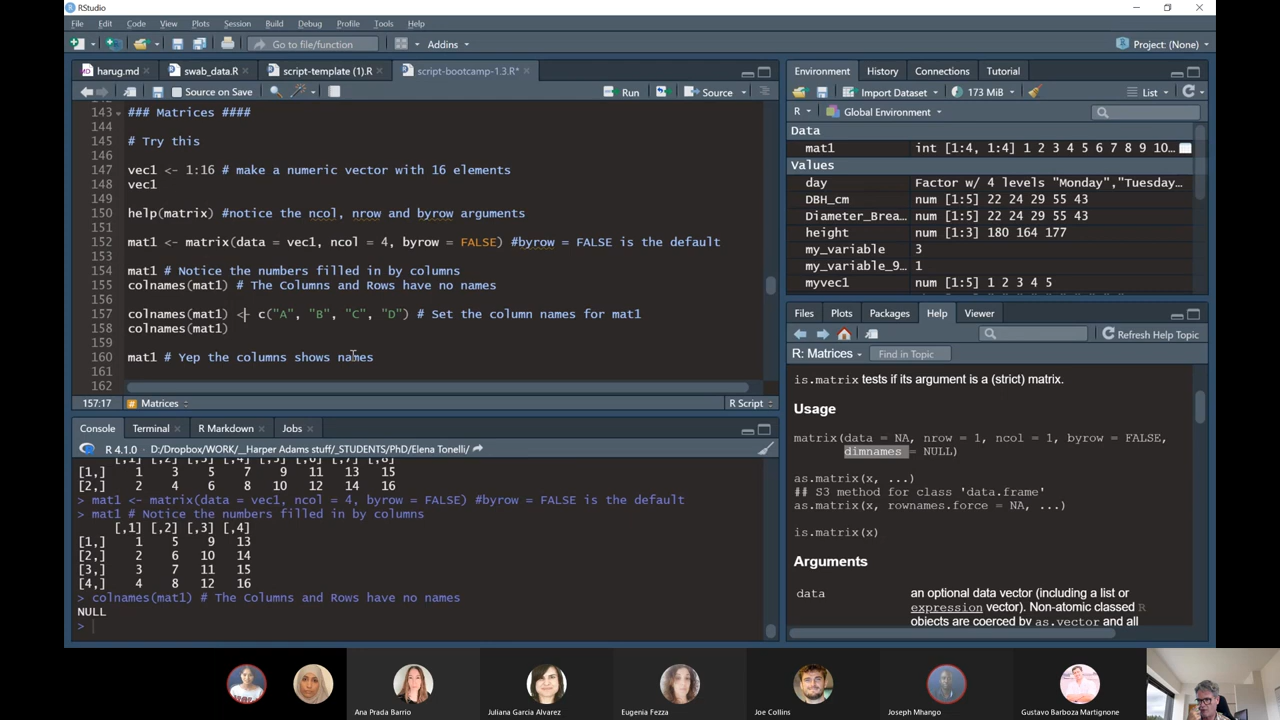 RStudio
File Edit Code View Plots Session Build Debug Profile Tools Help
Go to file/function Addins Project: (None)
harug.md swab_data.R script-template (1).R script-bootcamp-1.3.R*
Source on Save Run Source
143 ### Matrices ####
144
145 # Try this
146
147 vec1 <- 1:16 # make a numeric vector with 16 elements
148 vec1
149
150 help(matrix) #notice the ncol, nrow and byrow arguments
151
152 mat1 <- matrix(data = vec1, ncol = 4, byrow = FALSE) #byrow = FALSE is the default
153
154 mat1 # Notice the numbers filled in by columns
155 colnames(mat1) # The Columns and Rows have no names
156
157 colnames(mat1) <- c("A", "B", "C", "D") # Set the column names for mat1
158 colnames(mat1)
159
160 mat1 # Yep the columns shows names
161
162
157:17 # Matrices R Script
Console Terminal R Markdown Jobs
R 4.1.0 · D:/Dropbox/WORK/__Harper Adams stuff/_STUDENTS/PhD/Elena Tonelli/
[,1] [,2] [,3] [,4] [,5] [,6] [,7] [,8]
[1,] 1 3 5 7 9 11 13 15
[2,] 2 4 6 8 10 12 14 16
> mat1 <- matrix(data = vec1, ncol = 4, byrow = FALSE) #byrow = FALSE is the default
> mat1 # Notice the numbers filled in by columns
[,1] [,2] [,3] [,4]
[1,] 1 5 9 13
[2,] 2 6 10 14
[3,] 3 7 11 15
[4,] 4 8 12 16
> colnames(mat1) # The Columns and Rows have no names
NULL
>
Environment History Connections Tutorial
Import Dataset 173 MiB List
R Global Environment
Data
mat1 int [1:4, 1:4] 1 2 3 4 5 6 7 8 9 10...
Values
day Factor w/ 4 levels "Monday","Tuesday...
DBH_cm num [1:5] 22 24 29 55 43
Diameter_Brea... num [1:5] 22 24 29 55 43
height num [1:3] 180 164 177
my_variable 3
my_variable_9... 1
myvec1 num [1:5] 1 2 3 4 5
Files Plots Packages Help Viewer
Refresh Help Topic
R: Matrices Find in Topic
is.matrix tests if its argument is a (strict) matrix.
Usage
matrix(data = NA, nrow = 1, ncol = 1, byrow = FALSE,
dimnames = NULL)
as.matrix(x, ...)
## S3 method for class 'data.frame'
as.matrix(x, rownames.force = NA, ...)
is.matrix(x)
Arguments
data an optional data vector (including a list or
expression vector). Non-atomic classed R
objects are coerced by as.vector and all
Ana Prada Barrio Juliana Garcia Alvarez Eugenia Fezza Joe Collins Joseph Mhango Gustavo Barboza Martignone